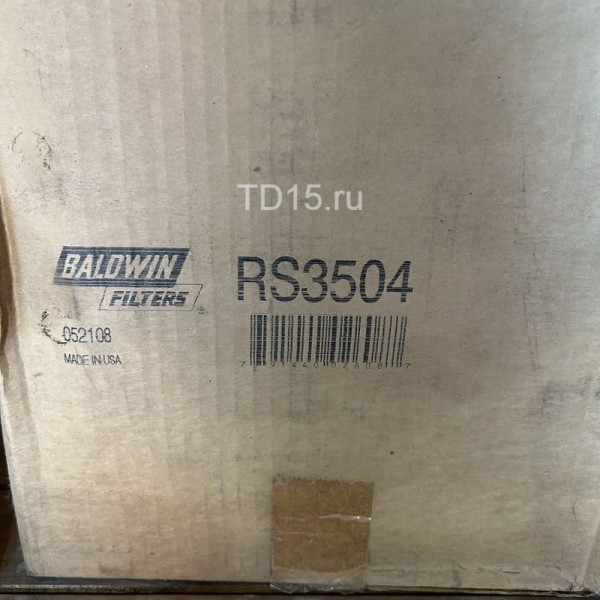 TD15.ru
BALDWIN
FILTERS®
RS3504
052108
MADE IN USA